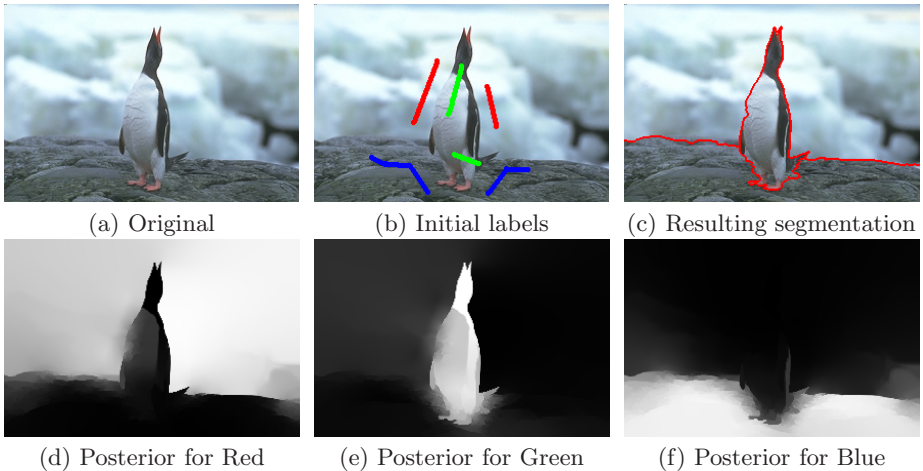 (a) Original
(b) Initial labels
(c) Resulting segmentation
(d) Posterior for Red
(e) Posterior for Green
(f) Posterior for Blue